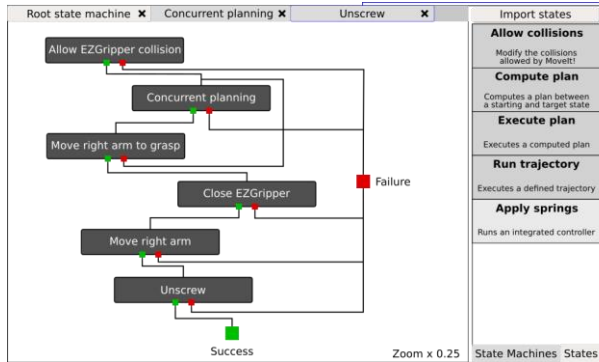 Root state machine ×
Concurrent planning ×
Unscrew ×
Import states
Allow EZGripper collision
Concurrent planning
Move right arm to grasp
Close EZGripper
Move right arm
Unscrew
Failure
Success
Zoom x 0.25
Allow collisions
Modify the collisions
allowed by MoveIt!
Compute plan
Computes a plan between
a starting and target state
Execute plan
Executes a computed plan
Run trajectory
Executes a defined trajectory
Apply springs
Runs an integrated controller
State Machines
States